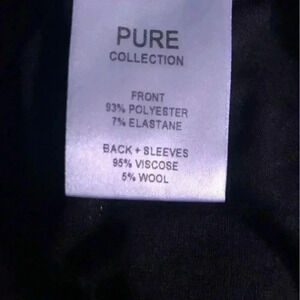 PURE
COLLECTION
FRONT
93% POLYESTER
7% ELASTANE
BACK + SLEEVES
95% VISCOSE
5% WOOL